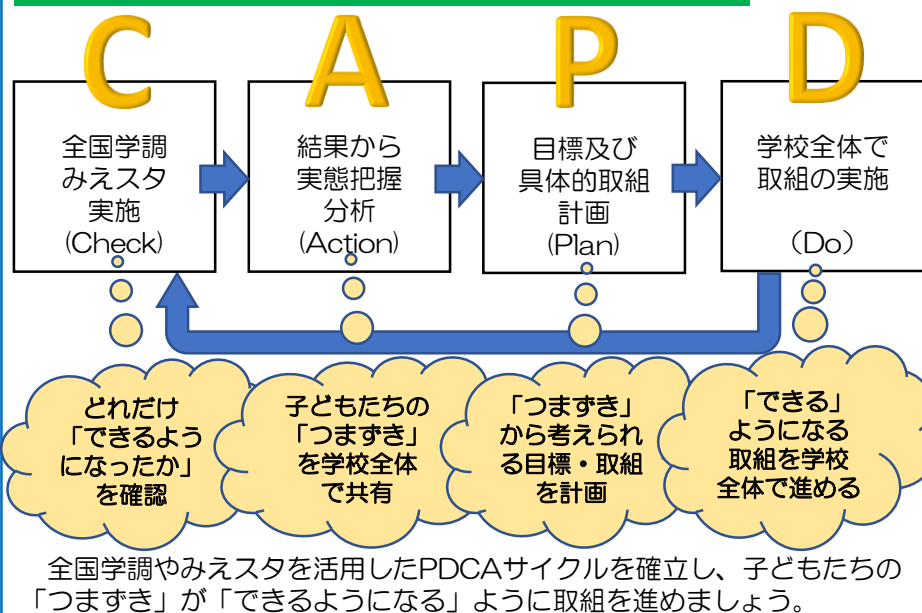 C
A
P
D
全国学調
みえスタ
実施
(Check)
結果から
実態把握
分析
(Action)
目標及び
具体的取組
計画
(Plan)
学校全体で
取組の実施
（Do）
どれだけ
「できるよう
になったか」
を確認
子どもたちの
「つまずき」
を学校全体
で共有
「つまずき」
から考えられ
る目標・取組
を計画
「できる」
ようになる
取組を学校
全体で進める
全国学調やみえスタを活用したPDCAサイクルを確立し、子どもたちの
「つまずき」が「できるようになる」ように取組を進めましょう。